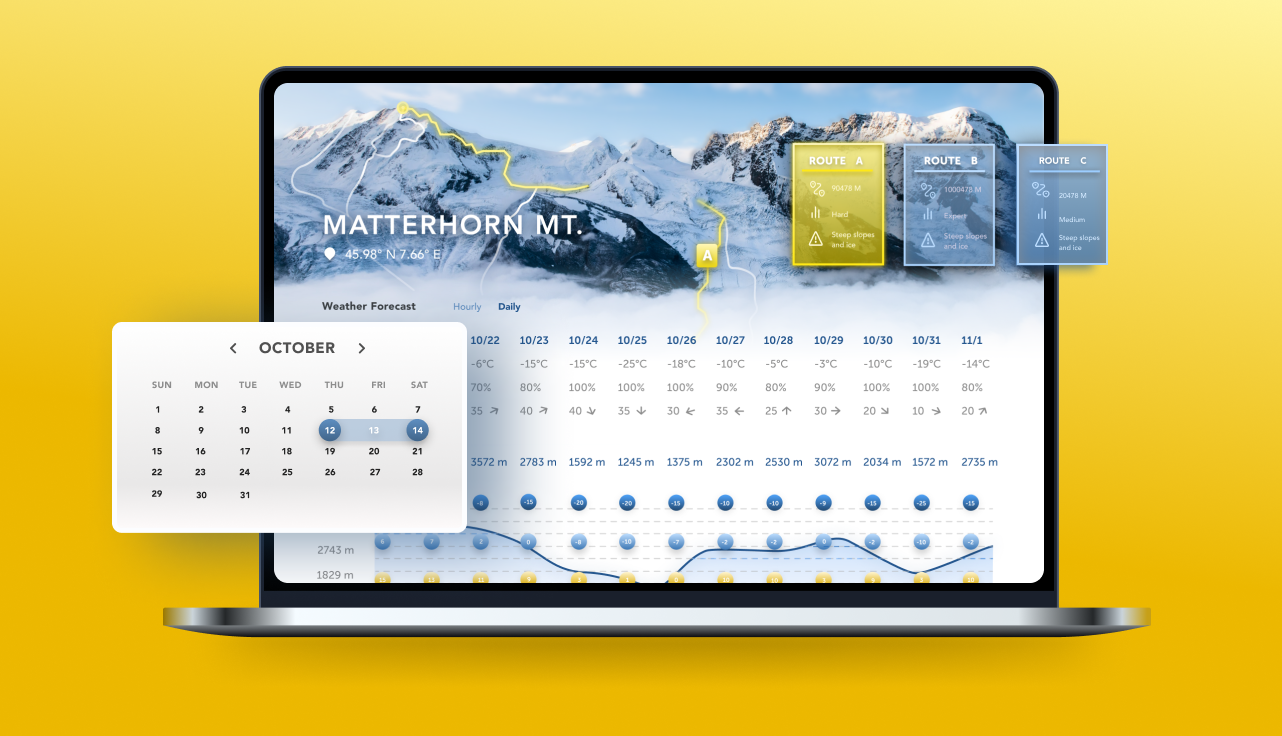 ROUTE A
90478 M
Hard
Steep slopes
and ice
ROUTE B
1000478 M
Expert
Steep slopes
and ice
ROUTE C
20478 M
Medium
Steep slopes
and ice
MATTERHORN MT.
45.98° N 7.66° E
A
Weather Forecast Hourly Daily
OCTOBER
SUN MON TUE WED THU FRI SAT
1 2 3 4 5 6 7
8 9 10 11 12 13 14
15 16 17 18 19 20 21
22 23 24 25 26 27 28
29 30 31
10/22 10/23 10/24 10/25 10/26 10/27 10/28 10/29 10/30 10/31 11/1
-6°C -15°C -15°C -25°C -18°C -10°C -5°C -3°C -10°C -19°C -14°C
70% 80% 100% 100% 100% 90% 80% 90% 100% 100% 80%
35 40 40 35 30 35 25 30 20 10 20
3572 m 2783 m 1592 m 1245 m 1375 m 2302 m 2530 m 3072 m 2034 m 1572 m 2735 m
-8 -15 -20 -20 -15 -10 -10 -9 -15 -25 -15
2743 m 6 7 2 0 -8 -10 -7 -2 -2 0 -2 -10 -2
1829 m